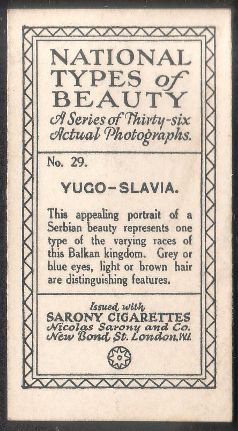 NATIONAL
TYPES of
BEAUTY
A Series of Thirty-six
Actual Photographs.
No. 29.
YUGO-SLAVIA.
This appealing portrait of a
Serbian beauty represents one
type of the varying races of
this Balkan kingdom. Grey or
blue eyes, light or brown hair
are distinguishing features.
Issued with
SARONY CIGARETTES
Nicolas Sarony and Co.
New Bond St. London, W.1.